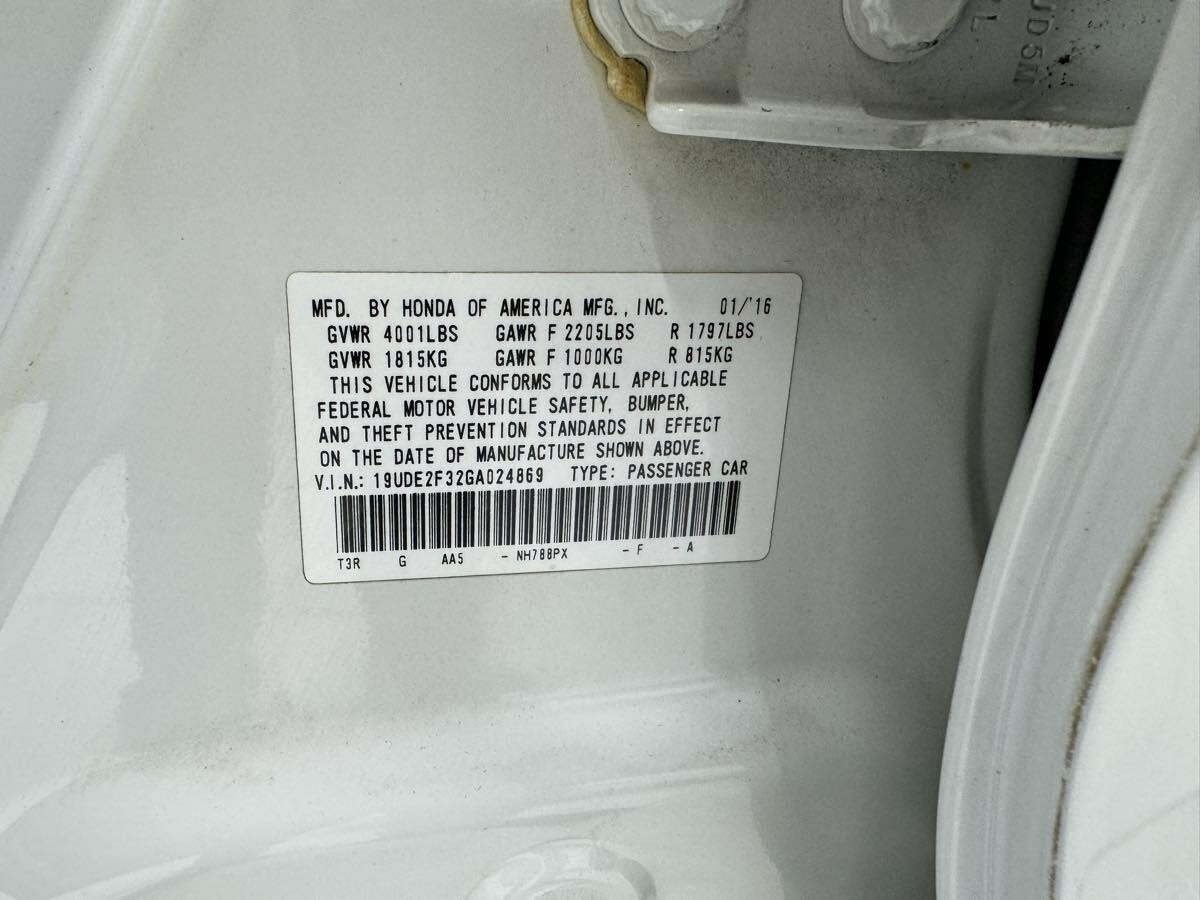 UD5M
L
MFD. BY HONDA OF AMERICA MFG., INC. 01/'16
GVWR 4001LBS GAWR F 2205LBS R 1797LBS
GVWR 1815KG GAWR F 1000KG R 815KG
THIS VEHICLE CONFORMS TO ALL APPLICABLE
FEDERAL MOTOR VEHICLE SAFETY, BUMPER,
AND THEFT PREVENTION STANDARDS IN EFFECT
ON THE DATE OF MANUFACTURE SHOWN ABOVE.
V.I.N.: 19UDE2F32GA024869 TYPE: PASSENGER CAR
T3R G AA5 - NH788PX - F - A